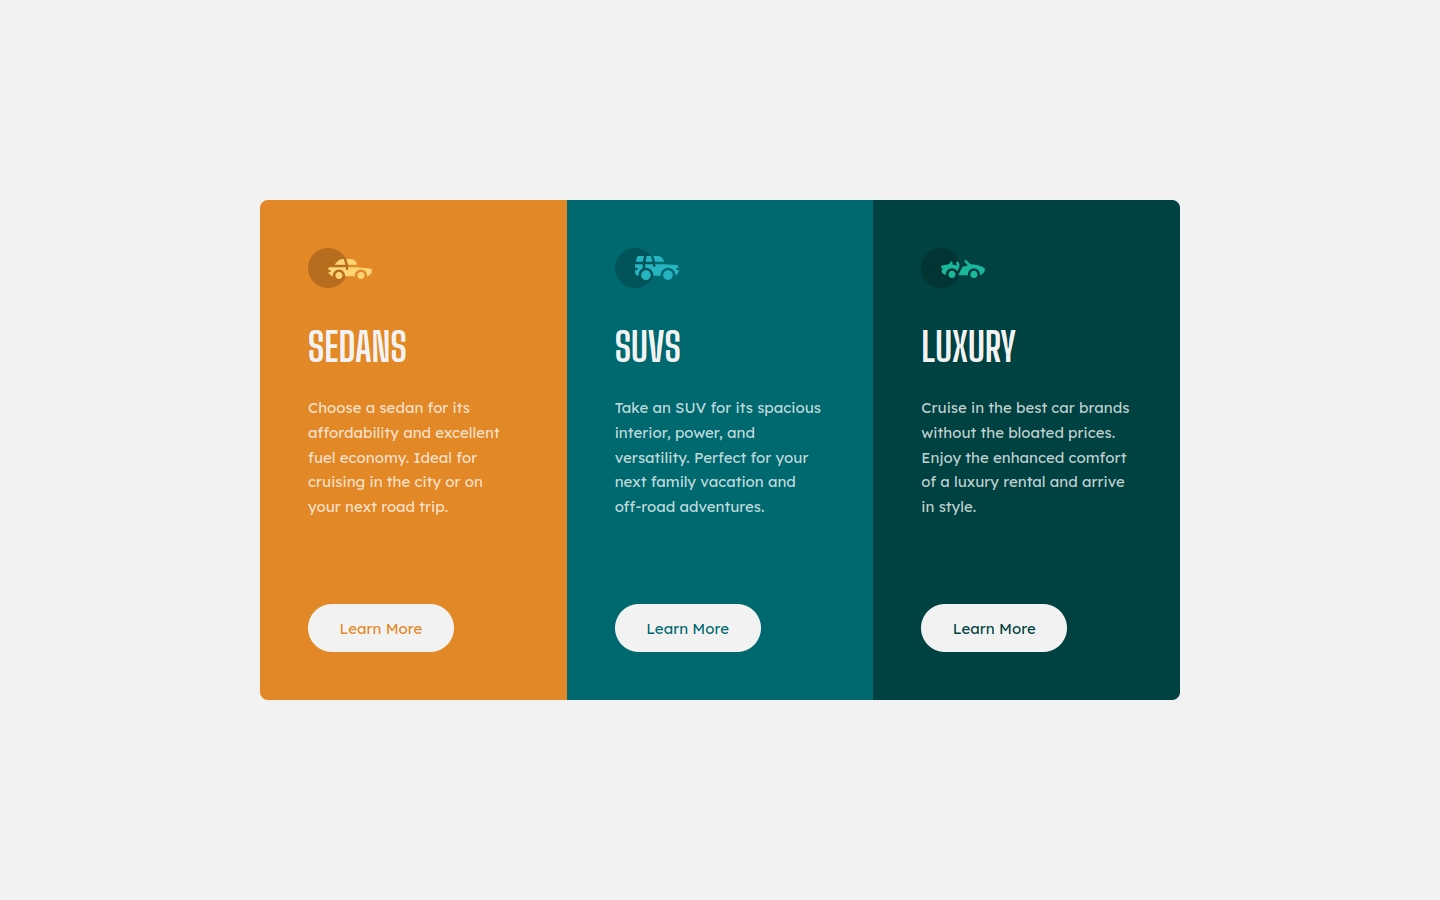 SEDANS
Choose a sedan for its
affordability and excellent
fuel economy. Ideal for
cruising in the city or on
your next road trip.
Learn More
SUVS
Take an SUV for its spacious
interior, power, and
versatility. Perfect for your
next family vacation and
off-road adventures.
Learn More
LUXURY
Cruise in the best car brands
without the bloated prices.
Enjoy the enhanced comfort
of a luxury rental and arrive
in style.
Learn More